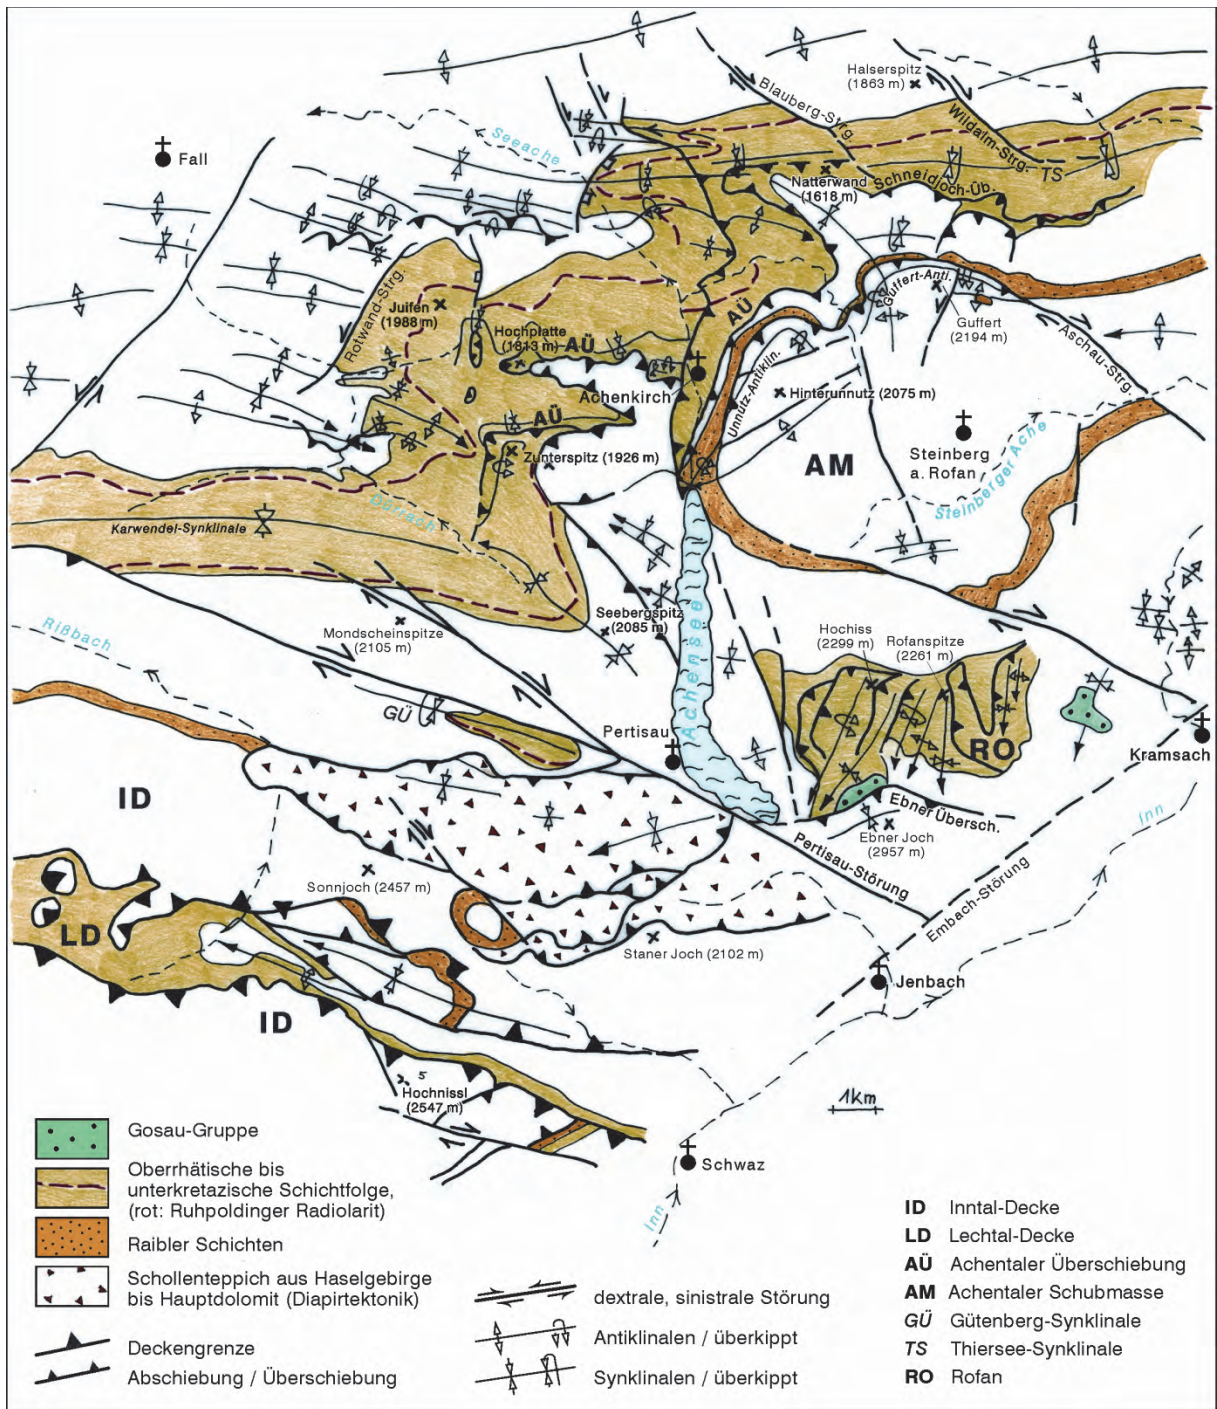 Halserspitz
(1863 m)
Blauberg-Strg.
Wildalm-Strg.
Seeache
Fall
TS
Natterwand
(1618 m)
Schneidjoch-Üb.
Rotwand-Strg.
Juifen
(1988 m)
Guffert-Anti.
AÜ
Hochplatte
(1813 m)
AÜ
Guffert
(2194 m)
Aschau-Strg.
Achenkirch
Unnutz-Antiklin.
Hinterunnutz (2075 m)
AÜ
Steinberg
a. Rofan
Zunterspitz (1926 m)
AM
Steinberger Ache
Dürrach
Karwendel-Synklinale
Seebergspitz
(2085 m)
Mondscheinspitze
(2105 m)
Rißbach
Hochiss
(2299 m)
Rofanspitze
(2261 m)
Achensee
GÜ
Pertisau
RO
Kramsach
ID
Ebner Übersch.
Inn
Ebner Joch
(2957 m)
Pertisau-Störung
Sonnjoch (2457 m)
Embach-Störung
LD
Staner Joch (2102 m)
Jenbach
ID
5
Hochnissl
(2547 m)
1km
Schwaz
Inn
Gosau-Gruppe
Oberrhätische bis
unterkretazische Schichtfolge,
(rot: Ruhpoldinger Radiolarit)
Raibler Schichten
Schollenteppich aus Haselgebirge
bis Hauptdolomit (Diapirtektonik)
Deckengrenze
Abschiebung / Überschiebung
dextrale, sinistrale Störung
Antiklinalen / überkippt
Synklinalen / überkippt
ID Inntal-Decke
LD Lechtal-Decke
AÜ Achentaler Überschiebung
AM Achentaler Schubmasse
GÜ Gütenberg-Synklinale
TS Thiersee-Synklinale
RO Rofan